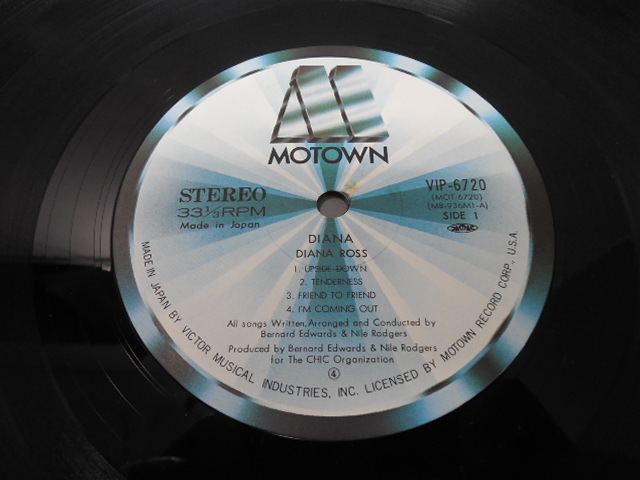 M
MOTOWN
STEREO
33⅓RPM
Made in Japan
VIP-6720
(MOT-6720)
(M8-936M1-A)
SIDE 1
DIANA
DIANA ROSS
1. UPSIDE DOWN
2. TENDERNESS
3. FRIEND TO FRIEND
4. I'M COMING OUT
All songs Written,Arranged and Conducted by
Bernard Edwards & Nile Rodgers
Produced by Bernard Edwards & Nile Rodgers
for The CHIC Organization
④
MADE IN JAPAN BY VICTOR MUSICAL INDUSTRIES, INC. LICENSED BY MOTOWN RECORD CORP., U.S.A.